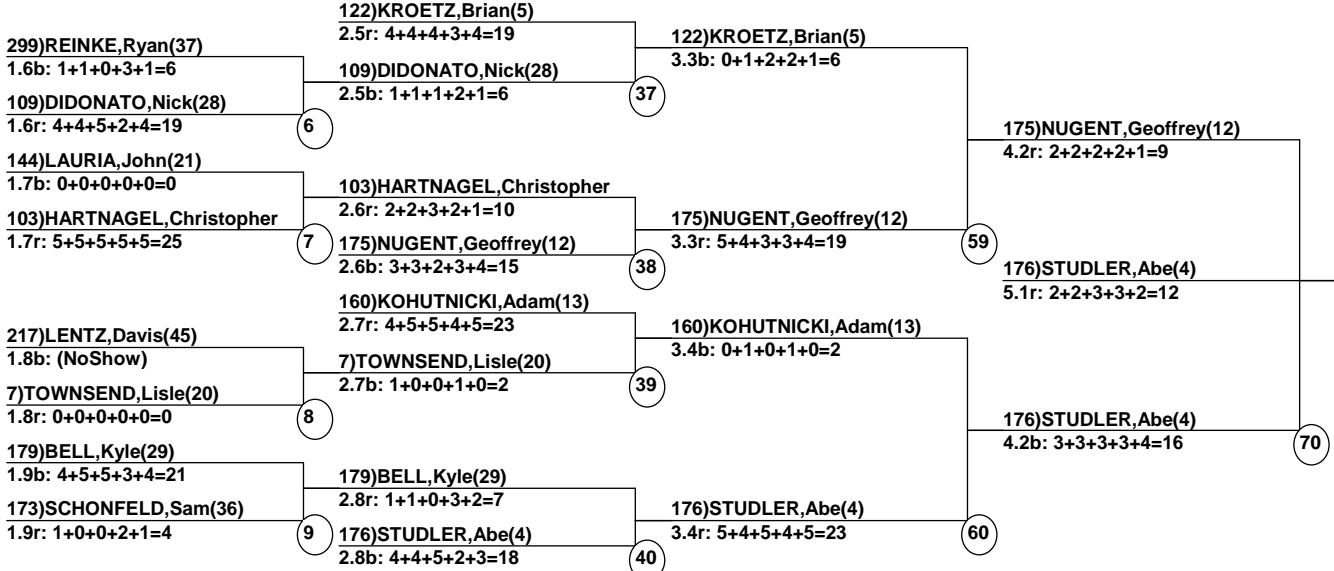 122)KROETZ,Brian(5)
2.5r: 4+4+4+3+4=19
299)REINKE,Ryan(37)
1.6b: 1+1+0+3+1=6
109)DIDONATO,Nick(28)
2.5b: 1+1+1+2+1=6
37
109)DIDONATO,Nick(28)
1.6r: 4+4+5+2+4=19
6
122)KROETZ,Brian(5)
3.3b: 0+1+2+2+1=6
144)LAURIA,John(21)
1.7b: 0+0+0+0+0=0
103)HARTNAGEL,Christopher
2.6r: 2+2+3+2+1=10
103)HARTNAGEL,Christopher
1.7r: 5+5+5+5+5=25
7
175)NUGENT,Geoffrey(12)
2.6b: 3+3+2+3+4=15
38
175)NUGENT,Geoffrey(12)
3.3r: 5+4+3+3+4=19
59
175)NUGENT,Geoffrey(12)
4.2r: 2+2+2+2+1=9
176)STUDLER,Abe(4)
5.1r: 2+2+3+3+2=12
160)KOHUTNICKI,Adam(13)
2.7r: 4+5+5+4+5=23
217)LENTZ,Davis(45)
1.8b: (NoShow)
7)TOWNSEND,Lisle(20)
2.7b: 1+0+0+1+0=2
39
7)TOWNSEND,Lisle(20)
1.8r: 0+0+0+0+0=0
8
160)KOHUTNICKI,Adam(13)
3.4b: 0+1+0+1+0=2
179)BELL,Kyle(29)
1.9b: 4+5+5+3+4=21
179)BELL,Kyle(29)
2.8r: 1+1+0+3+2=7
173)SCHONFELD,Sam(36)
1.9r: 1+0+0+2+1=4
9
176)STUDLER,Abe(4)
2.8b: 4+4+5+2+3=18
40
176)STUDLER,Abe(4)
3.4r: 5+4+5+4+5=23
60
176)STUDLER,Abe(4)
4.2b: 3+3+3+3+4=16
70